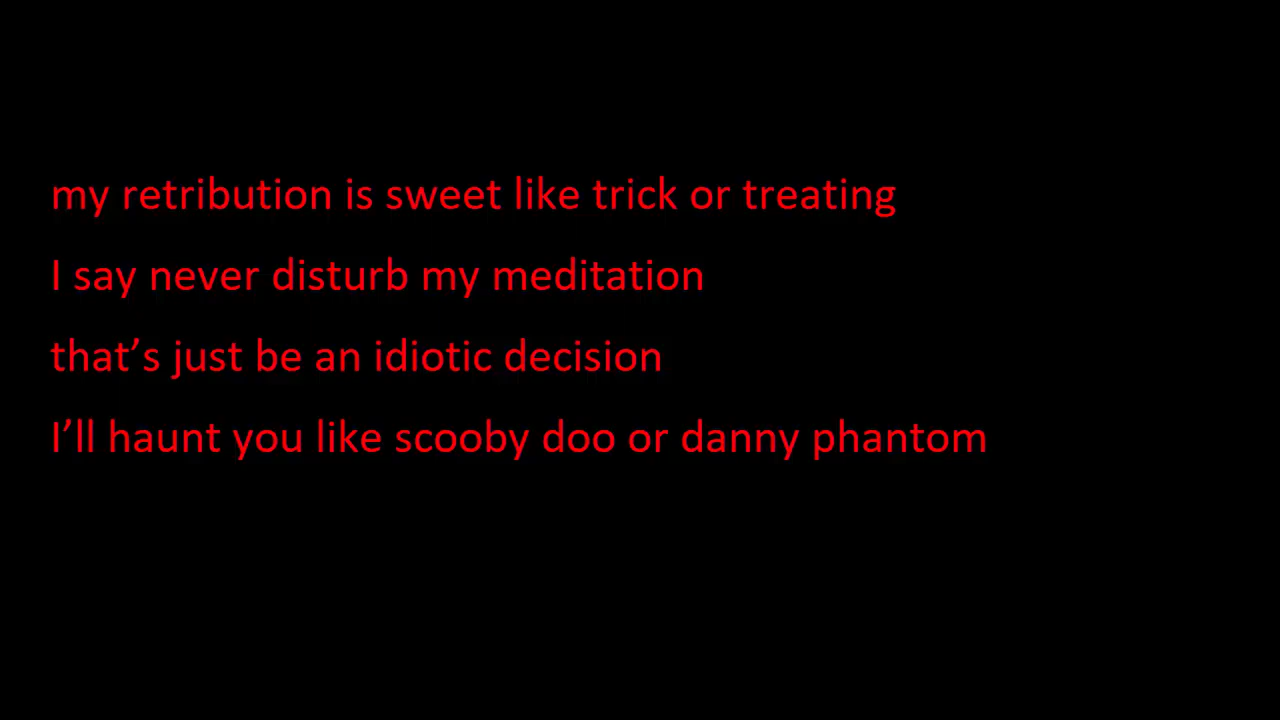 my retribution is sweet like trick or treating
I say never disturb my meditation
that’s just be an idiotic decision
I’ll haunt you like scooby doo or danny phantom